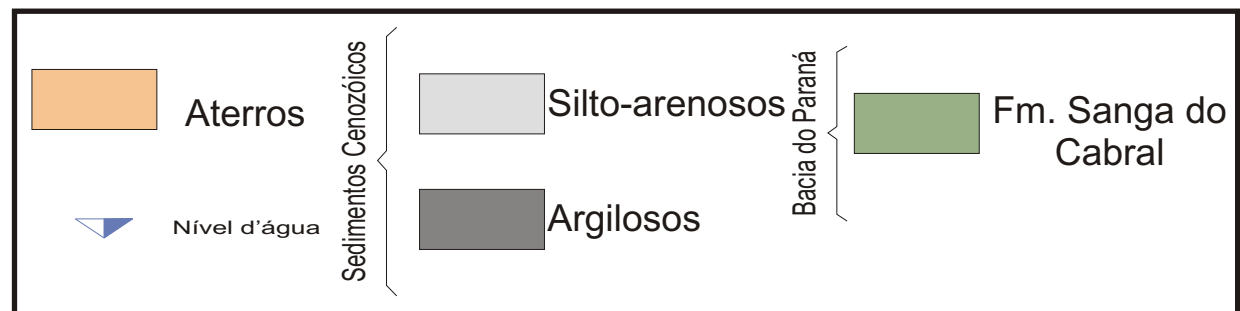 Aterros
Nível d'água
Sedimentos Cenozóicos
Silto-arenosos
Argilosos
Bacia do Paraná
Fm. Sanga do
Cabral